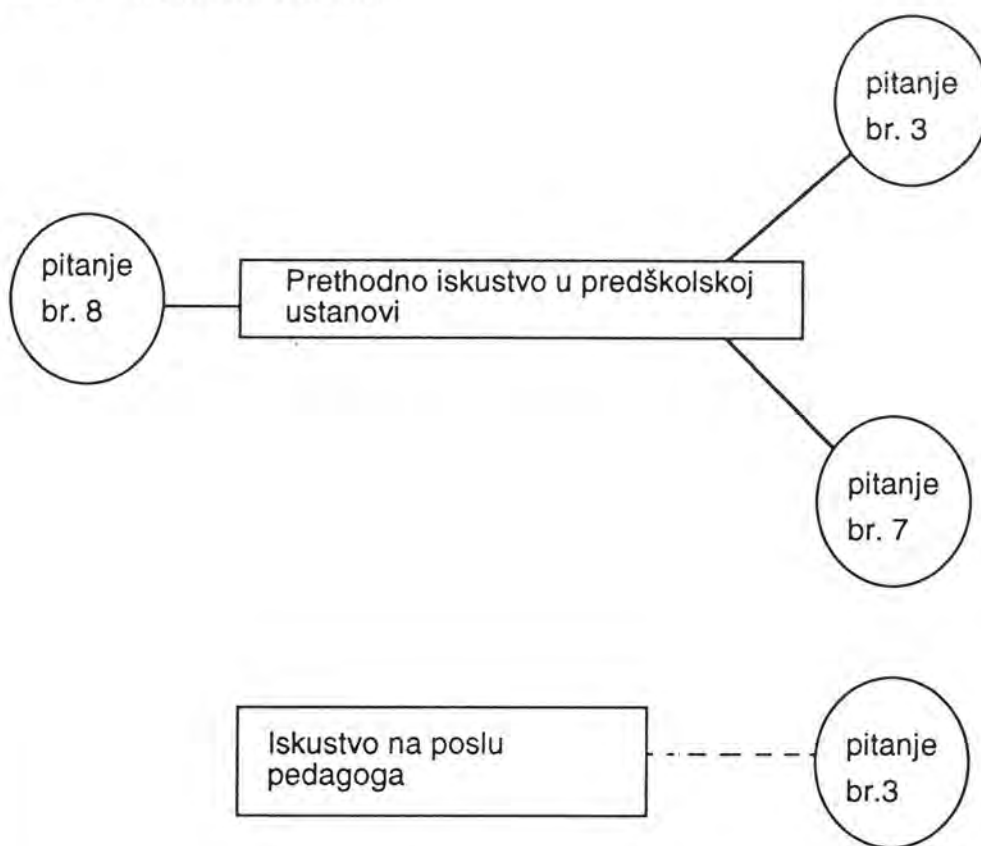 pitanje
br. 3
pitanje
br. 8
Prethodno iskustvo u predškolskoj
ustanovi
pitanje
br. 7
Iskustvo na poslu
pedagoga
pitanje
br.3